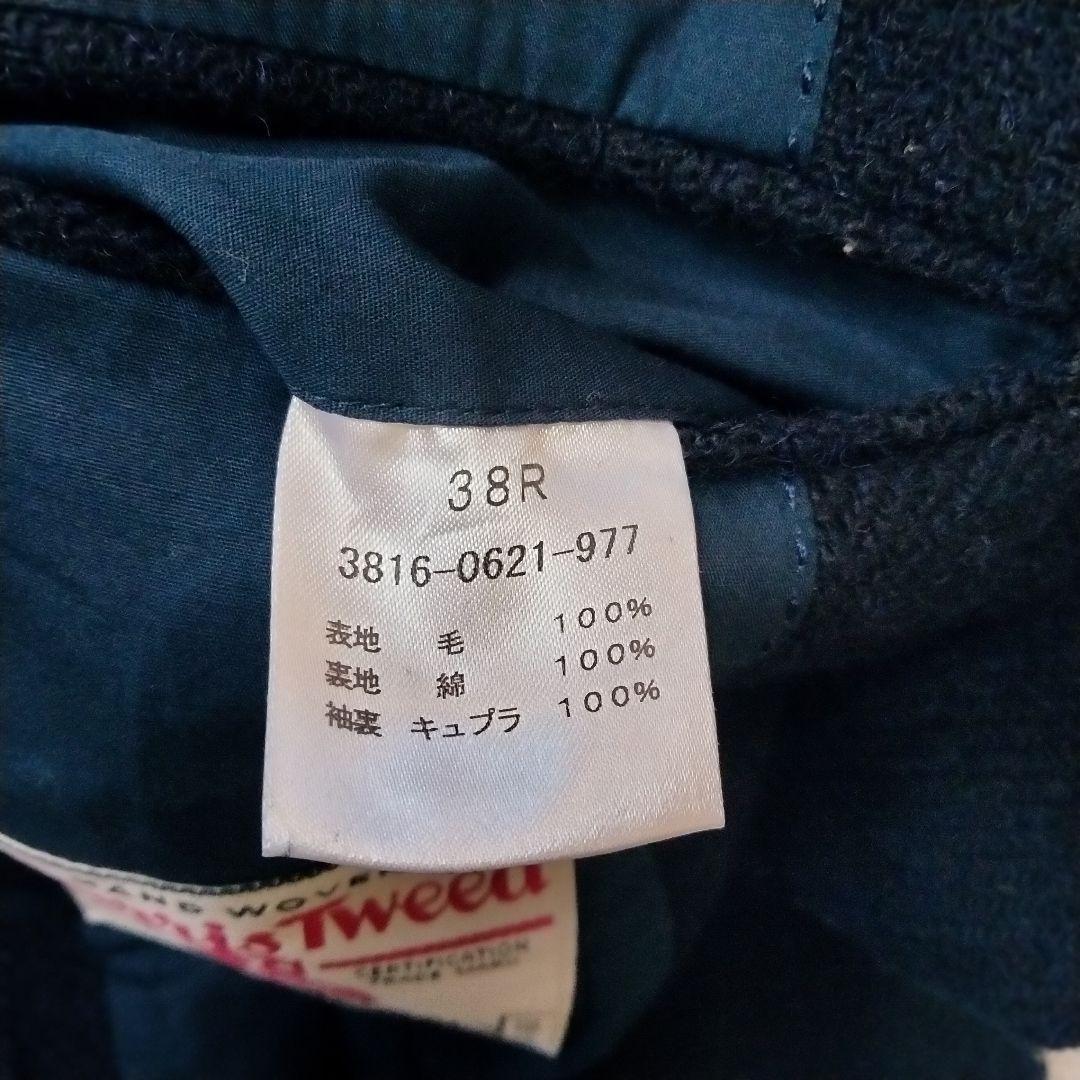 38R
3816-0621-977
表地 毛 100%
裏地 綿 100%
袖裏 キュプラ 100%
Tweed
CERTIFICATION